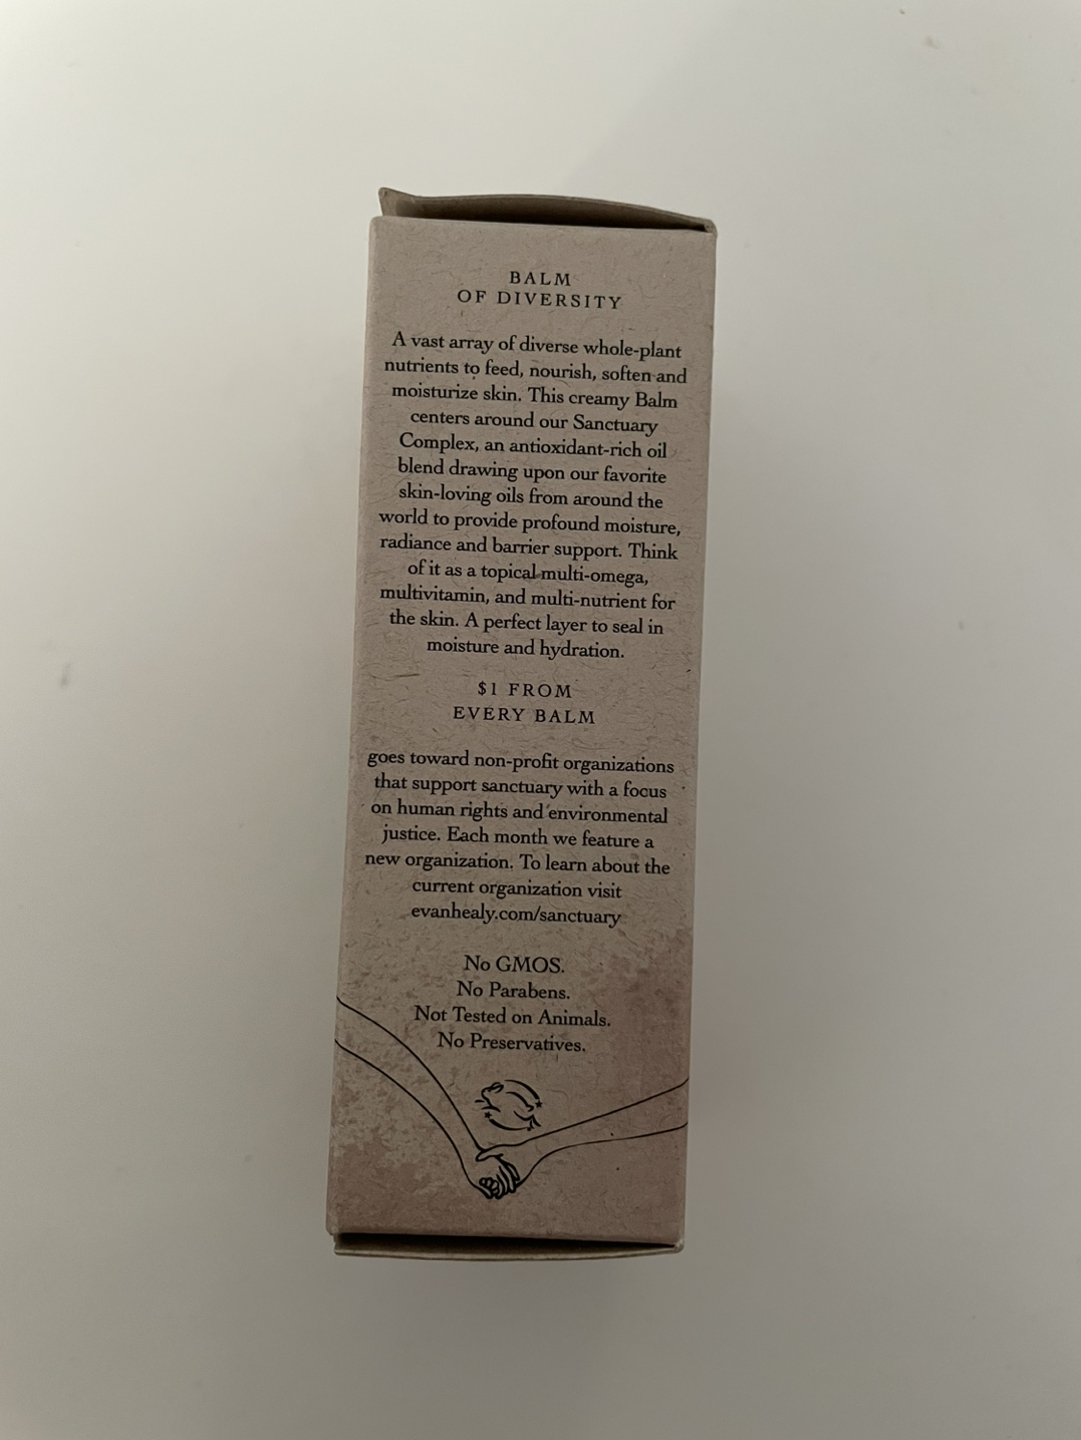 BALM
OF DIVERSITY
A vast array of diverse whole-plant
nutrients to feed, nourish, soften and
moisturize skin. This creamy Balm
centers around our Sanctuary
Complex, an antioxidant-rich oil
blend drawing upon our favorite
skin-loving oils from around the
world to provide profound moisture,
radiance and barrier support. Think
of it as a topical multi-omega,
multivitamin, and multi-nutrient for
the skin. A perfect layer to seal in
moisture and hydration.
$1 FROM
EVERY BALM
goes toward non-profit organizations
that support sanctuary with a focus
on human rights and environmental
justice. Each month we feature a
new organization. To learn about the
current organization visit
evanhealy.com/sanctuary
No GMOS.
No Parabens.
Not Tested on Animals.
No Preservatives.